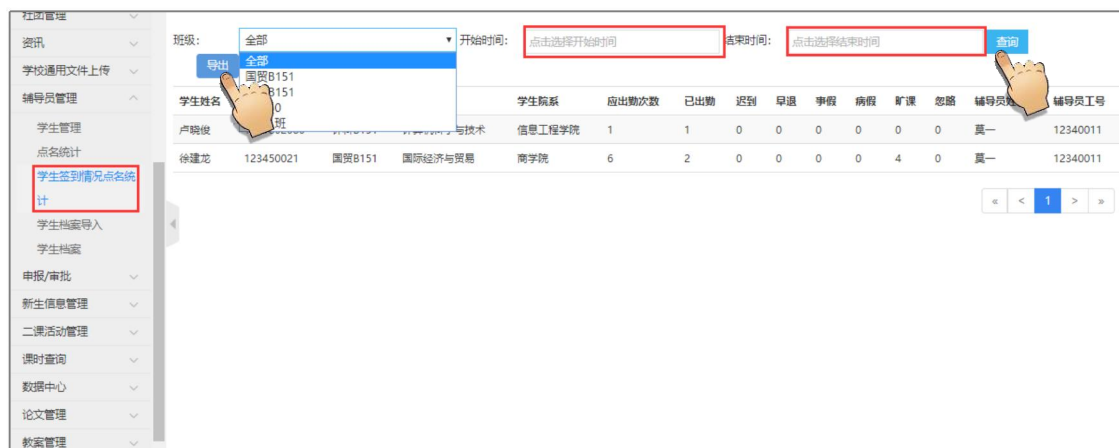 社团管理
资讯
学校通用文件上传
辅导员管理
学生管理
点名统计
学生签到情况点名统
计
学生档案导入
学生档案
申报/审批
新生信息管理
二课活动管理
课时查询
数据中心
论文管理
教案管理
班级: 全部 开始时间: 点击选择开始时间 结束时间: 点击选择结束时间 查询
导出
全部
国贸B151
B151
0
班
学生姓名 学生院系 应出勤次数 已出勤 迟到 早退 事假 病假 旷课 忽略 辅导员 辅导员工号
卢晓俊 与技术 信息工程学院 1 1 0 0 0 0 0 0 莫一 12340011
徐建龙 123450021 国贸B151 国际经济与贸易 商学院 6 2 0 0 0 0 4 0 莫一 12340011
« < 1 > »